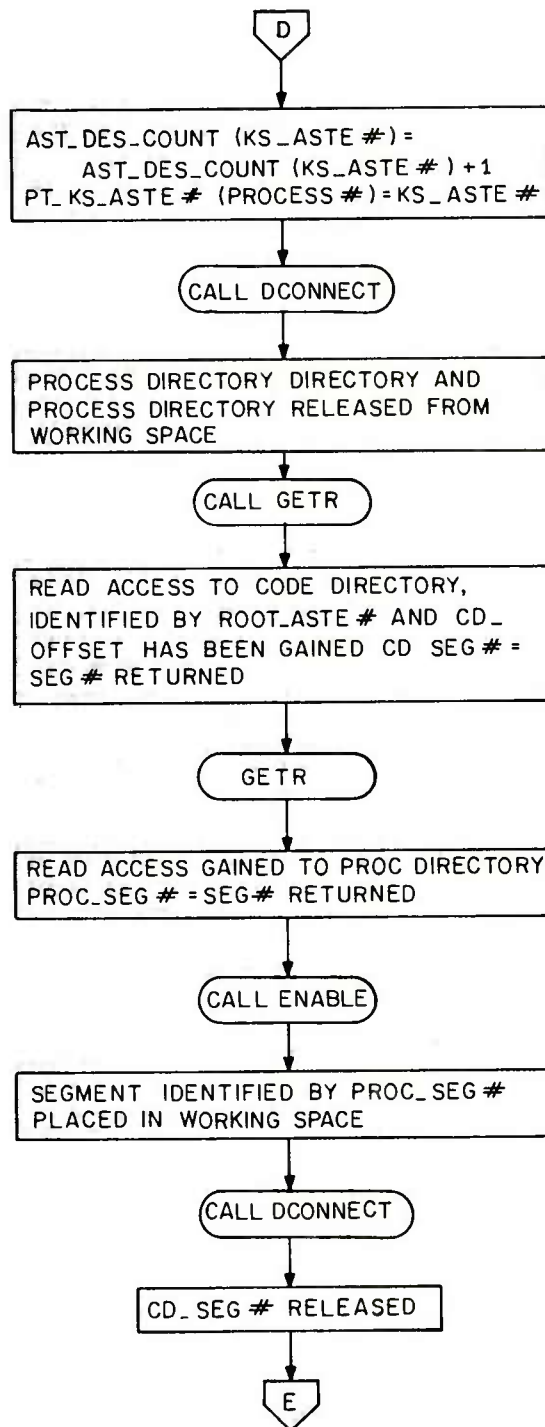 D
AST_DES_COUNT (KS_ASTE #) =
AST_DES_COUNT (KS_ASTE #) + 1
PT_KS_ASTE # (PROCESS #) = KS_ASTE #
CALL DCONNECT
PROCESS DIRECTORY DIRECTORY AND
PROCESS DIRECTORY RELEASED FROM
WORKING SPACE
CALL GETR
READ ACCESS TO CODE DIRECTORY,
IDENTIFIED BY ROOT_ASTE # AND CD_
OFFSET HAS BEEN GAINED CD SEG # =
SEG # RETURNED
GETR
READ ACCESS GAINED TO PROC DIRECTORY
PROC_SEG # = SEG # RETURNED
CALL ENABLE
SEGMENT IDENTIFIED BY PROC_SEG #
PLACED IN WORKING SPACE
CALL DCONNECT
CD_SEG # RELEASED
E